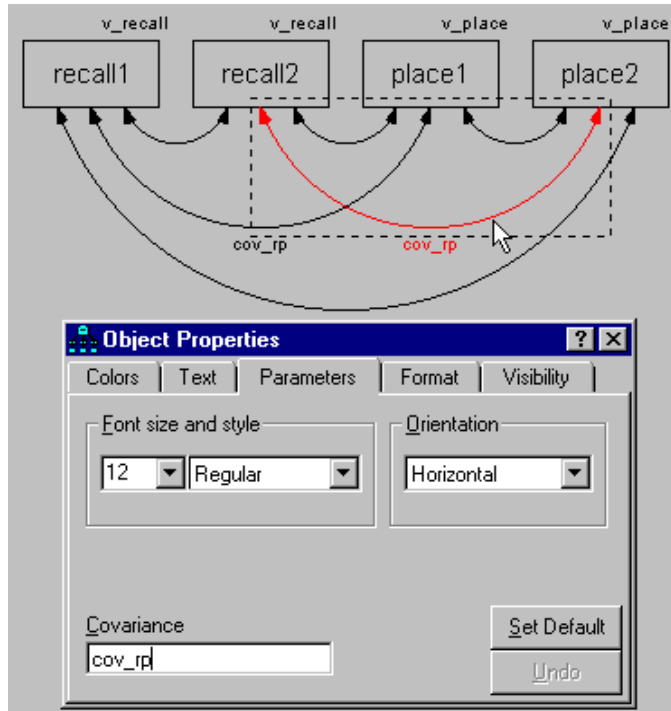 v_recall v_recall v_place v_place
recall1 recall2 place1 place2
cov_rp cov_rp
Object Properties ?
Colors Text Parameters Format Visibility
Font size and style Orientation
12 Regular Horizontal
Covariance Set Default
cov_rp Undo